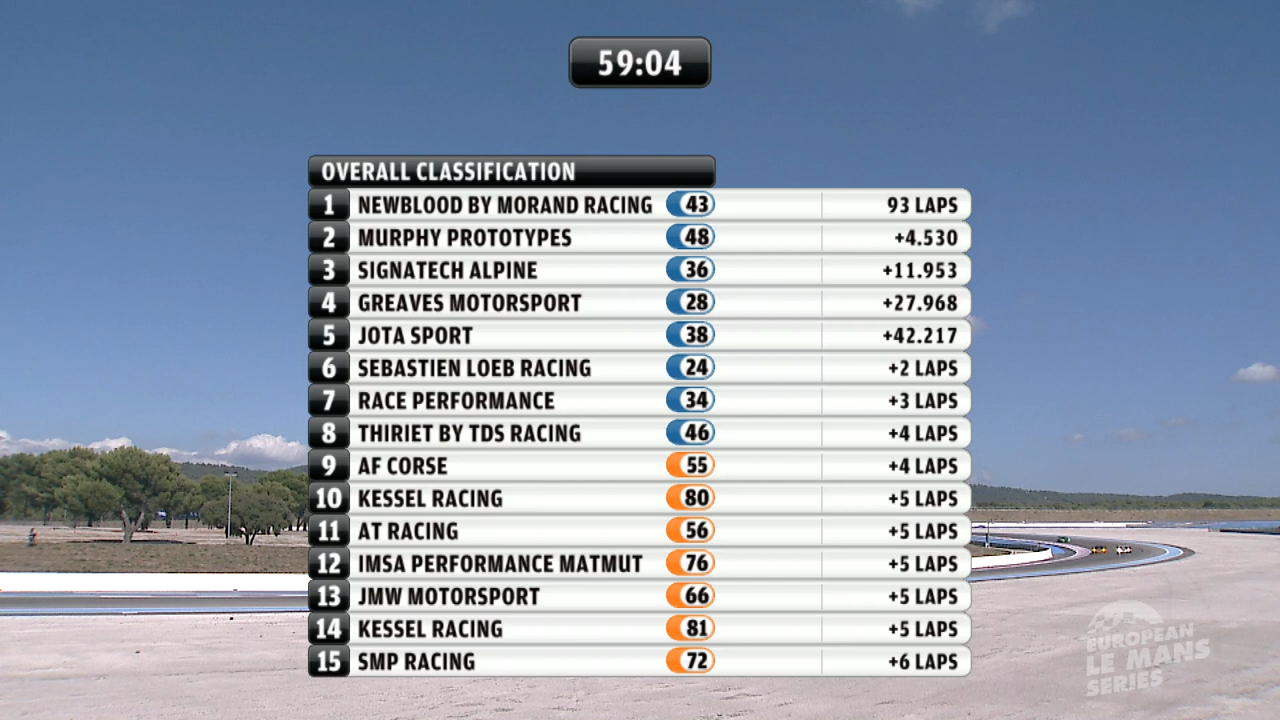 59:04
OVERALL CLASSIFICATION
1 NEWBLOOD BY MORAND RACING 43 93 LAPS
2 MURPHY PROTOTYPES 48 +4.530
3 SIGNATECH ALPINE 36 +11.953
4 GREAVES MOTORSPORT 28 +27.968
5 JOTA SPORT 38 +42.217
6 SEBASTIEN LOEB RACING 24 +2 LAPS
7 RACE PERFORMANCE 34 +3 LAPS
8 THIRIET BY TDS RACING 46 +4 LAPS
9 AF CORSE 55 +4 LAPS
10 KESSEL RACING 80 +5 LAPS
11 AT RACING 56 +5 LAPS
12 IMSA PERFORMANCE MATMUT 76 +5 LAPS
13 JMW MOTORSPORT 66 +5 LAPS
14 KESSEL RACING 81 +5 LAPS
15 SMP RACING 72 +6 LAPS
EUROPEAN
LE MANS
SERIES